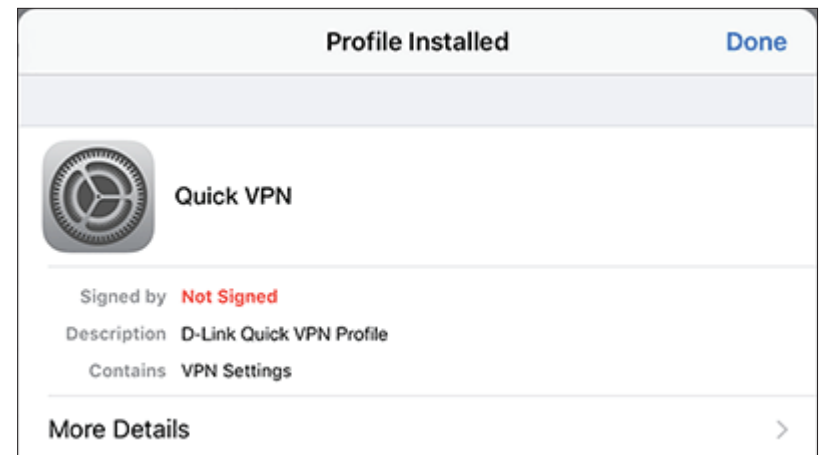 Profile Installed Done
Quick VPN
Signed by Not Signed
Description D-Link Quick VPN Profile
Contains VPN Settings
More Details